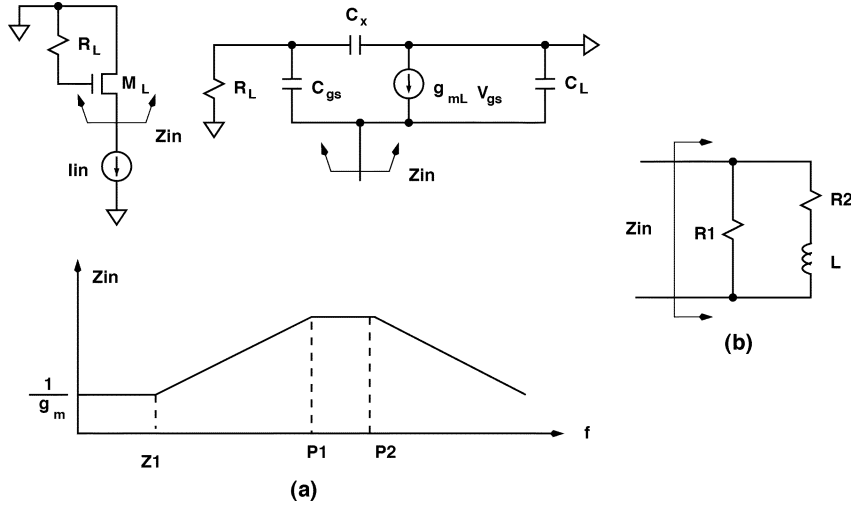 C x
R L
M L
Zin
Iin
R L
C gs
g mL V gs
C L
Zin
Zin
R1
R2
L
(b)
Zin
1
g m
f
Z1
P1
P2
(a)